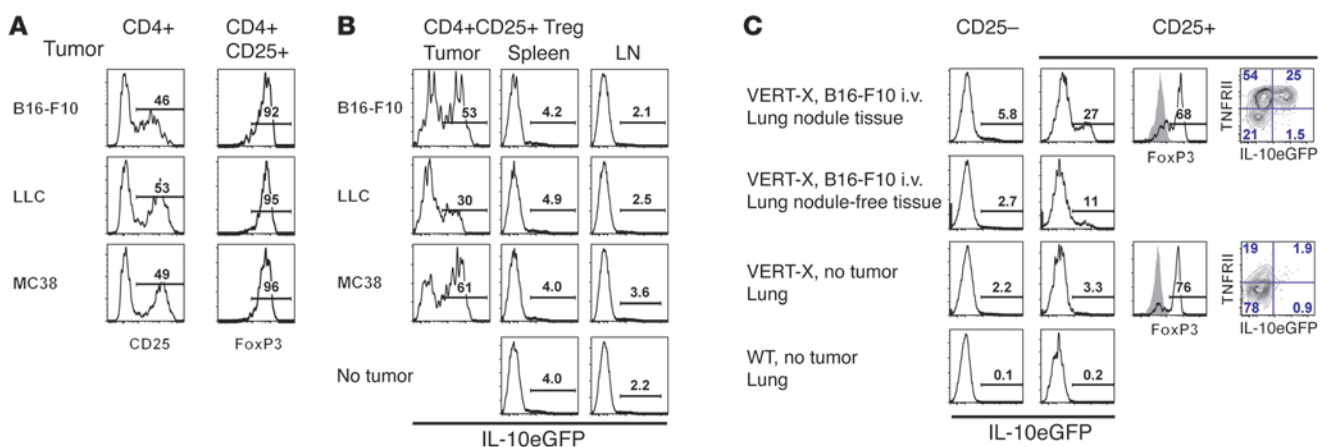 A
CD4+
CD4+
CD25+
Tumor
B16-F10
46
92
LLC
53
95
MC38
49
96
CD25
FoxP3
B
CD4+CD25+ Treg
Tumor
Spleen
LN
B16-F10
53
4.2
2.1
LLC
30
4.9
2.5
MC38
61
4.0
3.6
No tumor
4.0
2.2
IL-10eGFP
C
CD25–
CD25+
VERT-X, B16-F10 i.v.
Lung nodule tissue
5.8
27
68
FoxP3
TNFRII
54
25
21
1.5
IL-10eGFP
VERT-X, B16-F10 i.v.
Lung nodule-free tissue
2.7
11
VERT-X, no tumor
Lung
2.2
3.3
76
FoxP3
TNFRII
19
1.9
78
0.9
IL-10eGFP
WT, no tumor
Lung
0.1
0.2
IL-10eGFP